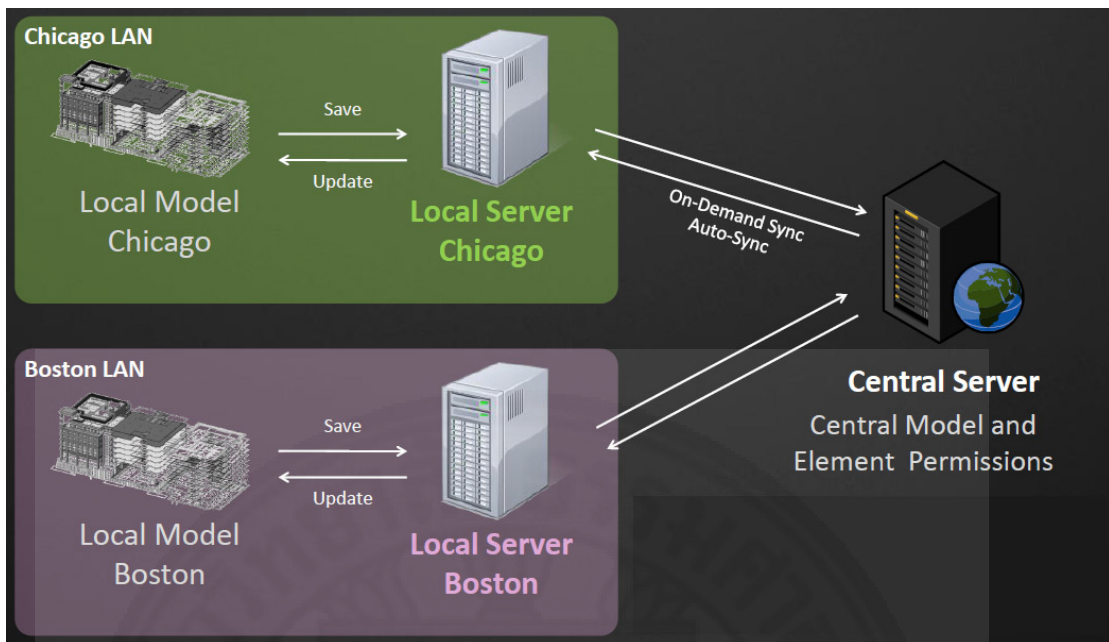 Chicago LAN
Save
Update
Local Model
Chicago
Local Server
Chicago
On-Demand Sync
Auto-Sync
Central Server
Central Model and
Element Permissions
Boston LAN
Save
Update
Local Model
Boston
Local Server
Boston